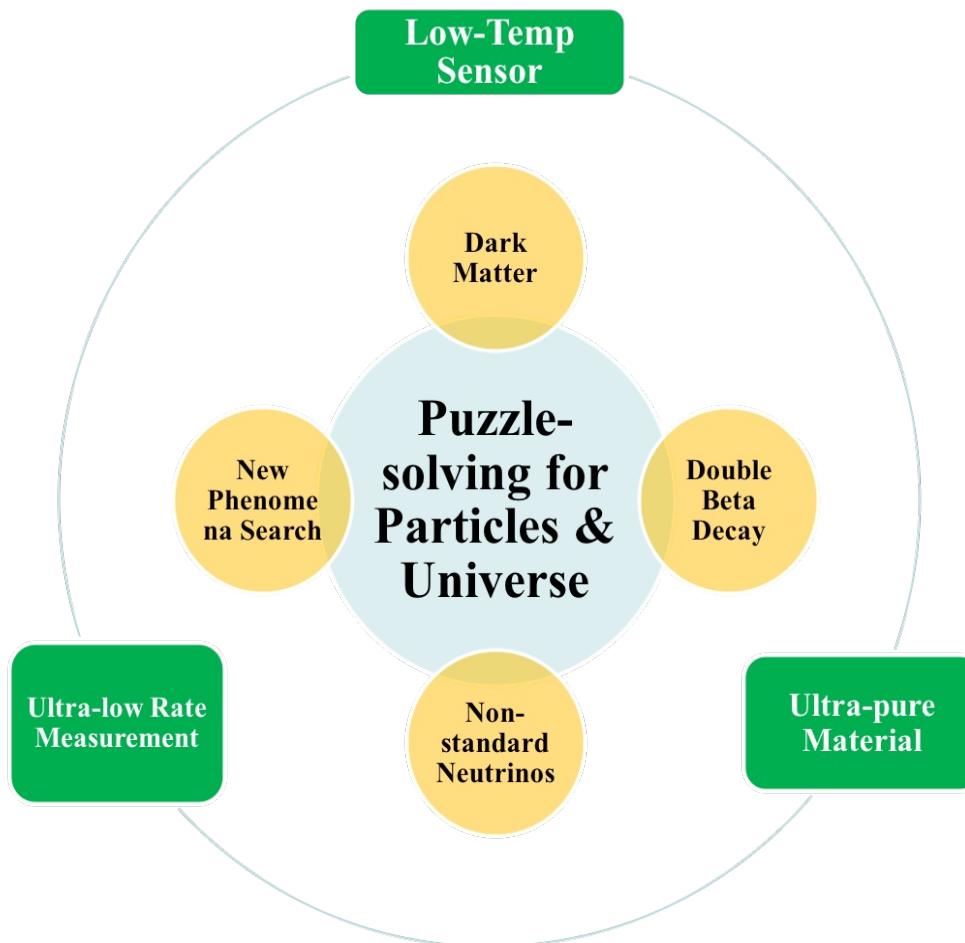 Low-Temp
Sensor
Dark
Matter
Puzzle-
solving for
Particles &
Universe
New
Phenome
na Search
Double
Beta
Decay
Ultra-low Rate
Measurement
Non-
standard
Neutrinos
Ultra-pure
Material